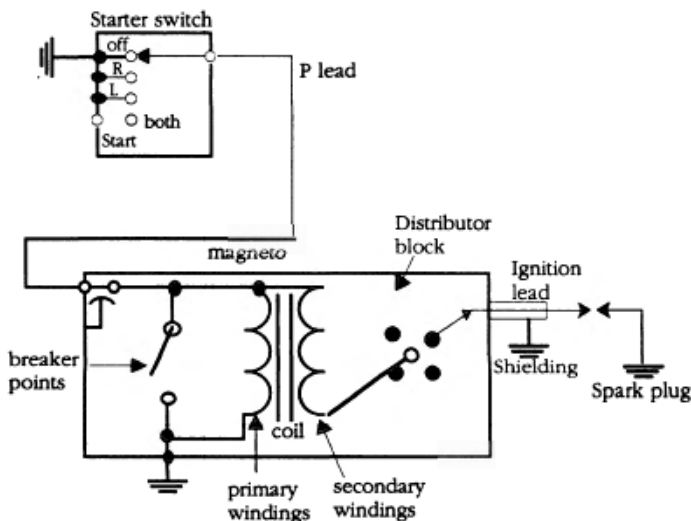 Starter switch
off
R
L
both
Start
P lead
magneto
Distributor
block
Ignition
lead
breaker
points
Shielding
Spark plug
coil
primary
windings
secondary
windings